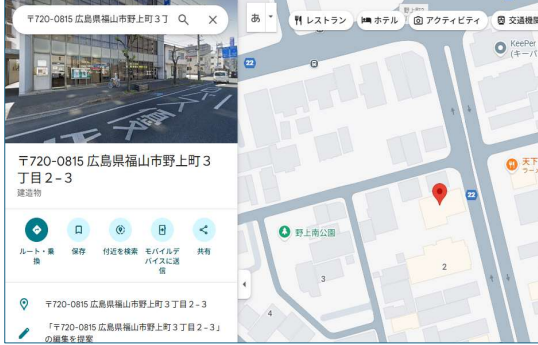 〒720-0815 広島県福山市野上町3丁
あ
レストラン
ホテル
アクティビティ
交通機関
バス専用
〒720-0815 広島県福山市野上町３
丁目２−３
建造物
ルート・乗
換
保存
付近を検索
モバイルデ
バイスに送
信
共有
〒720-0815 広島県福山市野上町３丁目２−３
「〒720-0815 広島県福山市野上町３丁目２−３」
の編集を提案
22
KeePer
(キーパ
22
天下
ラーメ
野上南公園
3
2
4